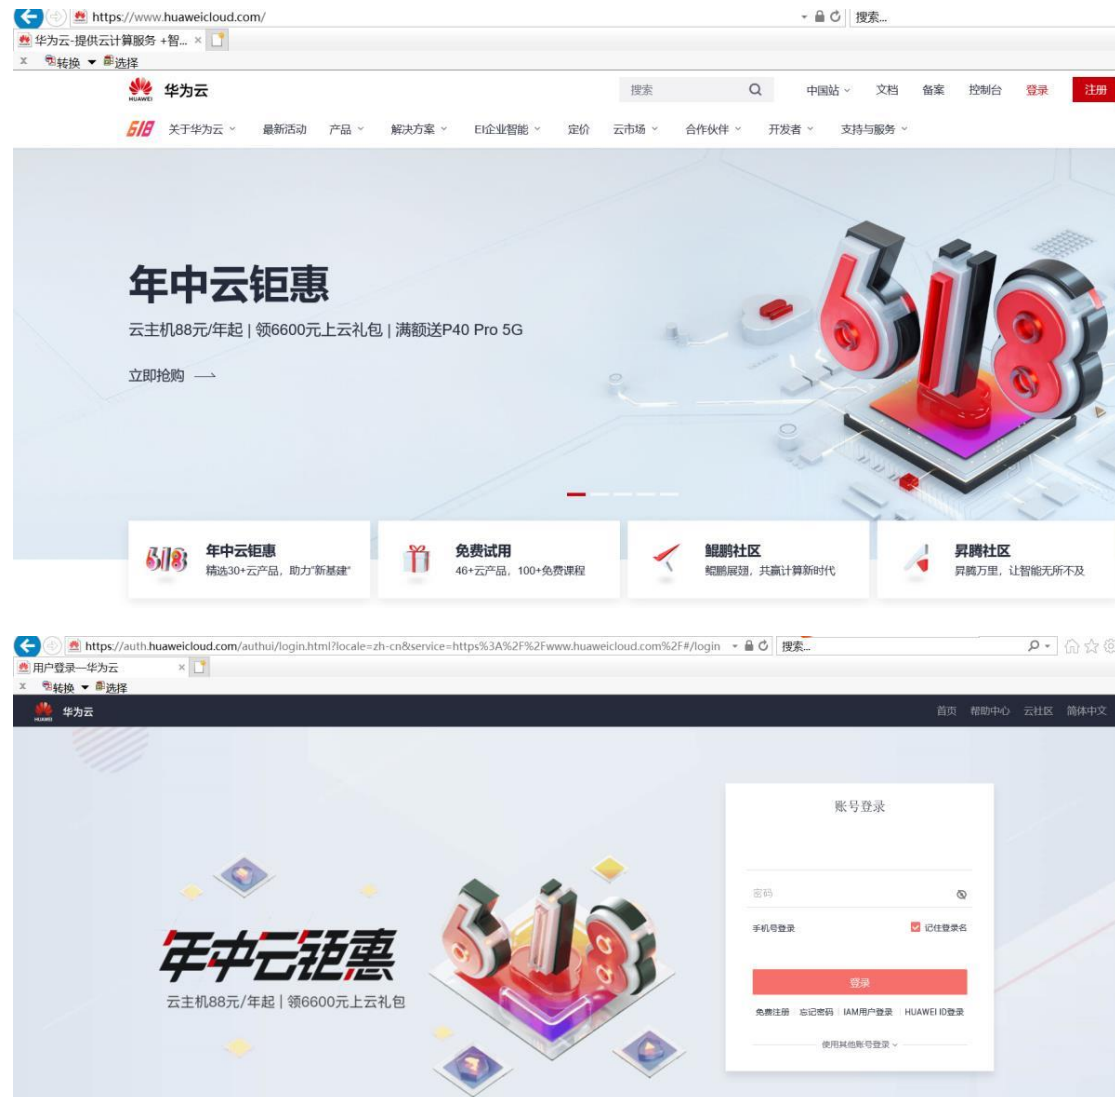 https://www.huaweicloud.com/ 搜索...
华为云-提供云计算服务 +智... ×
x 转换 ▼ 选择
HUAWEI 华为云 搜索 中国站 文档 备案 控制台 登录 注册
618 关于华为云 最新活动 产品 解决方案 EI企业智能 定价 云市场 合作伙伴 开发者 支持与服务
年中云钜惠
云主机88元/年起 | 领6600元上云礼包 | 满额送P40 Pro 5G
立即抢购
618
618 年中云钜惠 免费试用 鲲鹏社区 昇腾社区
精选30+云产品，助力“新基建” 46+云产品，100+免费课程 鲲鹏展翅，共赢计算新时代 昇腾万里，让智能无所不及
https://auth.huaweicloud.com/authui/login.html?locale=zh-cn&service=https%3A%2F%2Fwww.huaweicloud.com%2F#/login 搜索...
用户登录—华为云 ×
x 转换 ▼ 选择
HUAWEI 华为云 首页 帮助中心 云社区 简体中文
账号登录
密码
手机号登录 记住登录名
登录
免费注册 | 忘记密码 | IAM用户登录 | HUAWEI ID登录
使用其他账号登录
年中云钜惠
云主机88元/年起 | 领6600元上云礼包
618